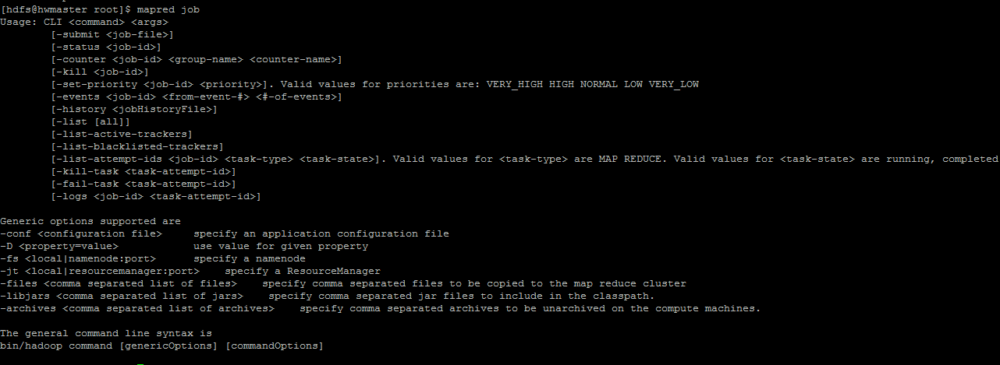 [hdfs@hwmaster root]$ mapred job
Usage: CLI <command> <args>
        [-submit <job-file>]
        [-status <job-id>]
        [-counter <job-id> <group-name> <counter-name>]
        [-kill <job-id>]
        [-set-priority <job-id> <priority>]. Valid values for priorities are: VERY_HIGH HIGH NORMAL LOW VERY_LOW
        [-events <job-id> <from-event-#> <#-of-events>]
        [-history <jobHistoryFile>]
        [-list [all]]
        [-list-active-trackers]
        [-list-blacklisted-trackers]
        [-list-attempt-ids <job-id> <task-type> <task-state>]. Valid values for <task-type> are MAP REDUCE. Valid values for <task-state> are running, completed
        [-kill-task <task-attempt-id>]
        [-fail-task <task-attempt-id>]
        [-logs <job-id> <task-attempt-id>]

Generic options supported are
-conf <configuration file>     specify an application configuration file
-D <property=value>            use value for given property
-fs <local|namenode:port>      specify a namenode
-jt <local|resourcemanager:port>    specify a ResourceManager
-files <comma separated list of files>    specify comma separated files to be copied to the map reduce cluster
-libjars <comma separated list of jars>    specify comma separated jar files to include in the classpath.
-archives <comma separated list of archives>    specify comma separated archives to be unarchived on the compute machines.

The general command line syntax is
bin/hadoop command [genericOptions] [commandOptions]